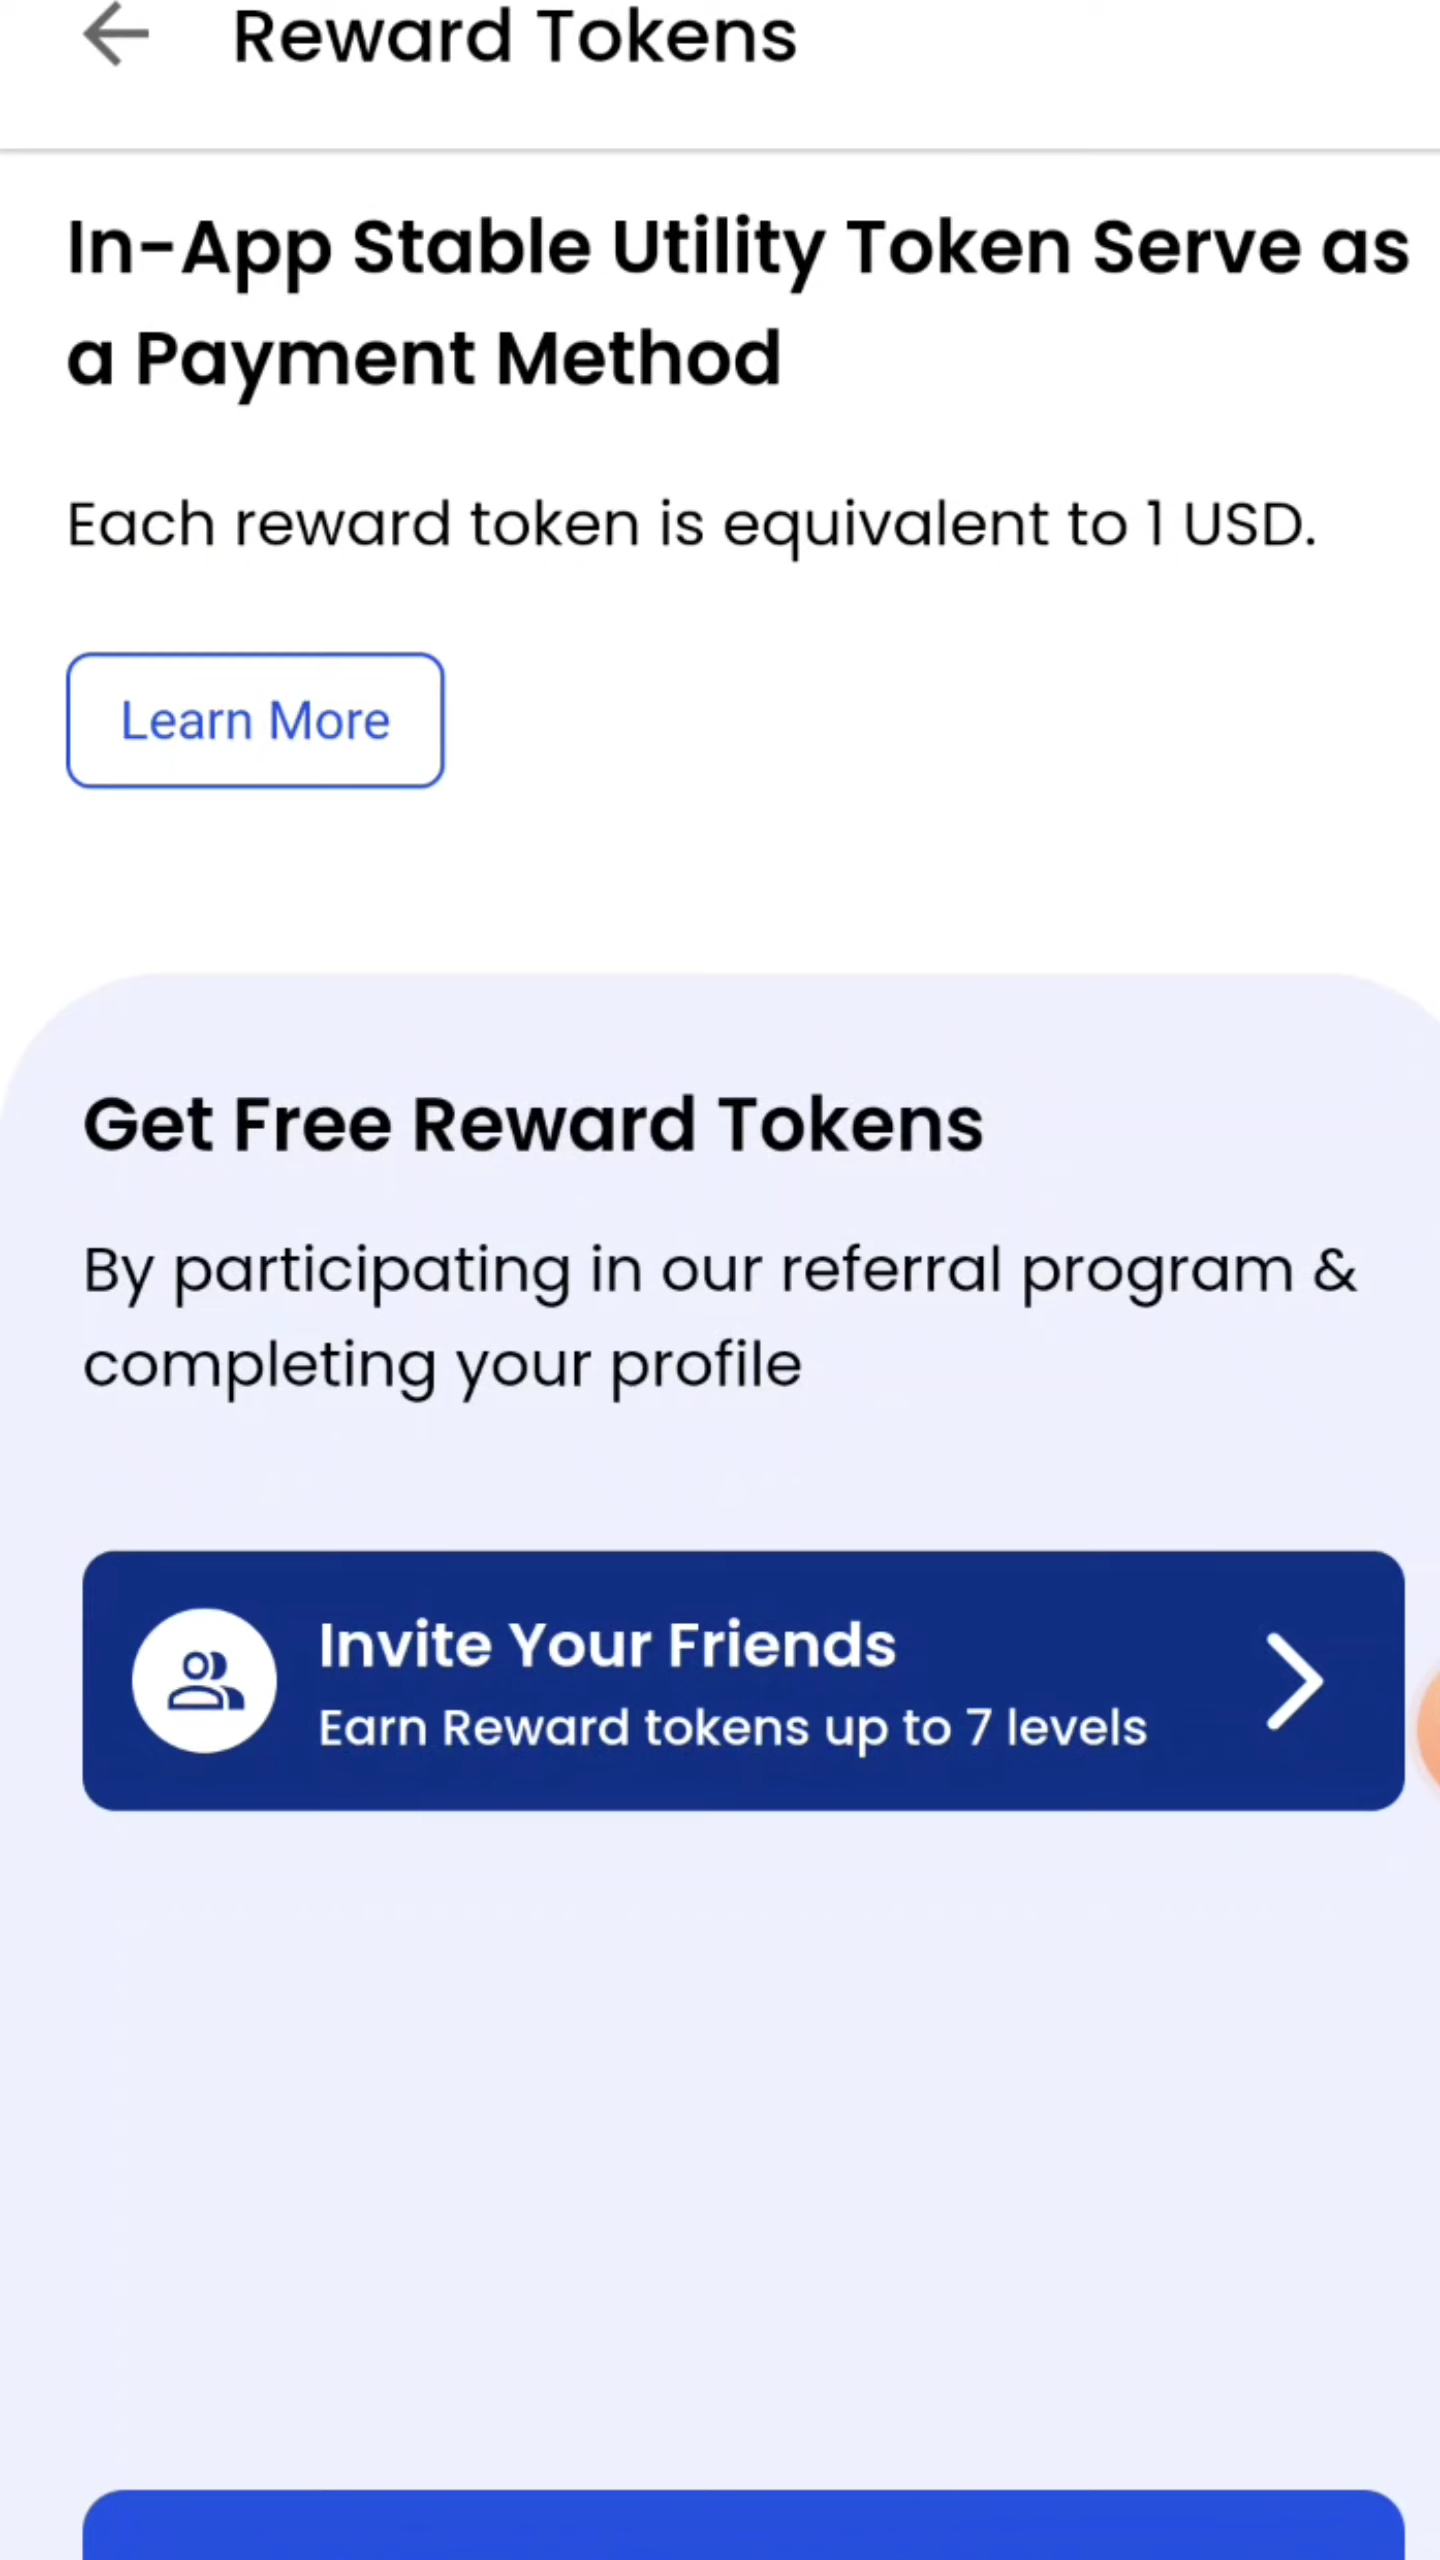 Reward Tokens
In-App Stable Utility Token Serve as
a Payment Method
Each reward token is equivalent to 1 USD.
Learn More
Get Free Reward Tokens
By participating in our referral program &
completing your profile
Invite Your Friends
Earn Reward tokens up to 7 levels